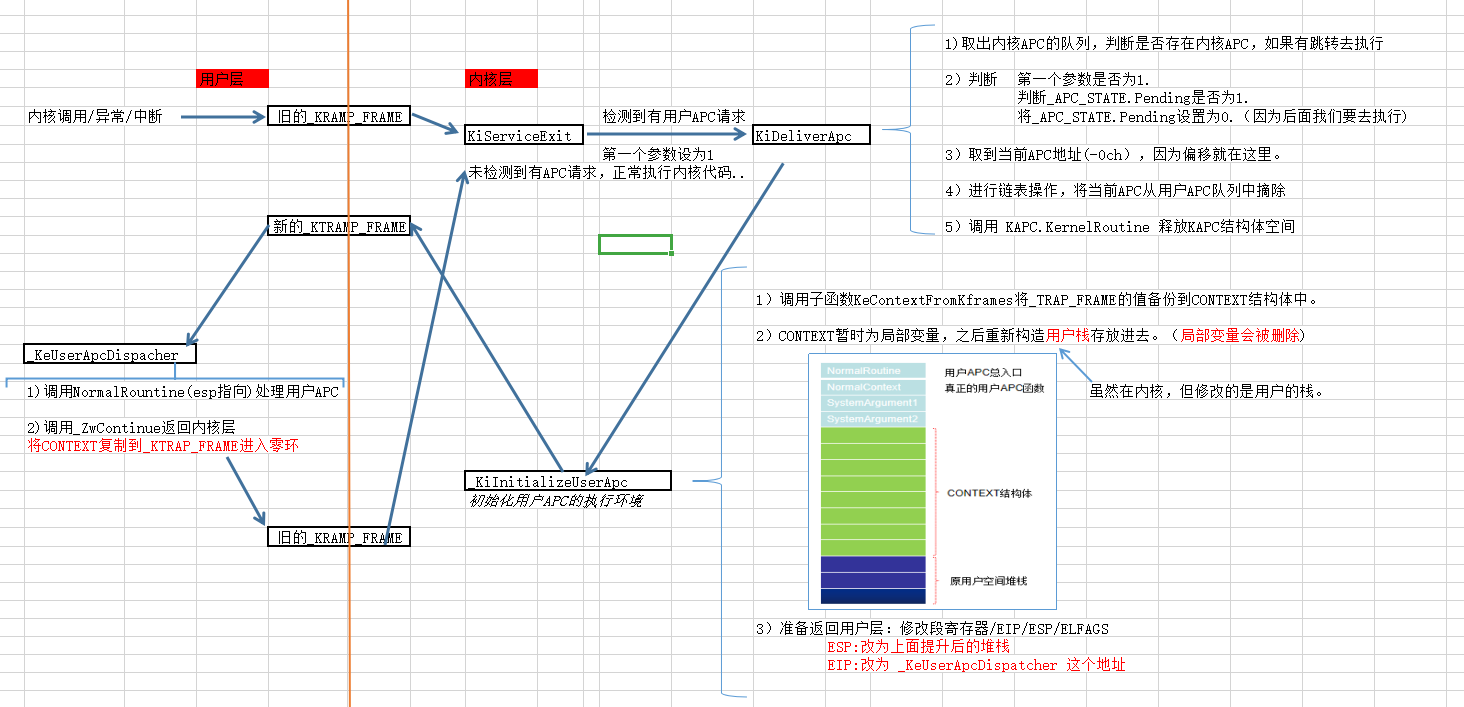 用户层
内核层
内核调用/异常/中断
旧的_KRAMP_FRAME
KiServiceExit
检测到有用户APC请求
第一个参数设为1
未检测到有APC请求，正常执行内核代码..
KiDeliverApc
1)取出内核APC的队列，判断是否存在内核APC，如果有跳转去执行
2）判断 第一个参数是否为1.
判断_APC_STATE.Pending是否为1.
将_APC_STATE.Pending设置为0.（因为后面我们要去执行)
3）取到当前APC地址(-0ch），因为偏移就在这里。
4）进行链表操作，将当前APC从用户APC队列中摘除
5）调用 KAPC.KernelRoutine 释放KAPC结构体空间
新的_KTRAMP_FRAME
_KeUserApcDispacher
1)调用NormalRountine(esp指向)处理用户APC
2)调用_ZwContinue返回内核层
将CONTEXT复制到_KTRAP_FRAME进入零环
旧的_KRAMP_FRAME
_KiInitializeUserApc
初始化用户APC的执行环境
1）调用子函数KeContextFromKframes将_TRAP_FRAME的值备份到CONTEXT结构体中。
2）CONTEXT暂时为局部变量，之后重新构造用户栈存放进去。（局部变量会被删除)
NormalRoutine
用户APC总入口
NormalContext
真正的用户APC函数
SystemArgument1
SystemArgument2
CONTEXT结构体
原用户空间堆栈
虽然在内核，但修改的是用户的栈。
3）准备返回用户层：修改段寄存器/EIP/ESP/ELFAGS
ESP:改为上面提升后的堆栈
EIP:改为 _KeUserApcDispatcher 这个地址